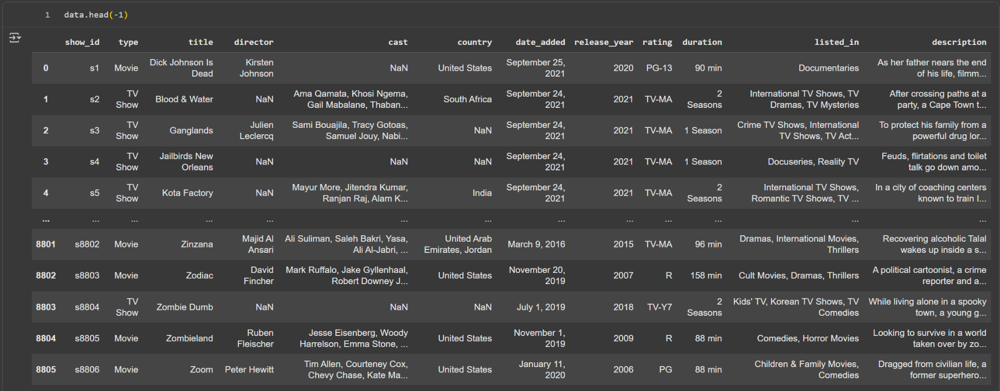 1 data.head(-1)
show_id type title director cast country date_added release_year rating duration listed_in description
0 s1 Movie Dick Johnson Is Dead Kirsten Johnson NaN United States September 25, 2021 2020 PG-13 90 min Documentaries As her father nears the end of his life, filmm...
1 s2 TV Show Blood & Water NaN Ama Qamata, Khosi Ngema, Gail Mabalane, Thaban... South Africa September 24, 2021 2021 TV-MA 2 Seasons International TV Shows, TV Dramas, TV Mysteries After crossing paths at a party, a Cape Town t...
2 s3 TV Show Ganglands Julien Leclercq Sami Bouajila, Tracy Gotoas, Samuel Jouy, Nabi... NaN September 24, 2021 2021 TV-MA 1 Season Crime TV Shows, International TV Shows, TV Act... To protect his family from a powerful drug lor...
3 s4 TV Show Jailbirds New Orleans NaN NaN NaN September 24, 2021 2021 TV-MA 1 Season Docuseries, Reality TV Feuds, flirtations and toilet talk go down amo...
4 s5 TV Show Kota Factory NaN Mayur More, Jitendra Kumar, Ranjan Raj, Alam K... India September 24, 2021 2021 TV-MA 2 Seasons International TV Shows, Romantic TV Shows, TV ... In a city of coaching centers known to train I...
... ... ... ... ... ... ... ... ... ... ... ... ...
8801 s8802 Movie Zinzana Majid Al Ansari Ali Suliman, Saleh Bakri, Yasa, Ali Al-Jabri, ... United Arab Emirates, Jordan March 9, 2016 2015 TV-MA 96 min Dramas, International Movies, Thrillers Recovering alcoholic Talal wakes up inside a s...
8802 s8803 Movie Zodiac David Fincher Mark Ruffalo, Jake Gyllenhaal, Robert Downey J... United States November 20, 2019 2007 R 158 min Cult Movies, Dramas, Thrillers A political cartoonist, a crime reporter and a...
8803 s8804 TV Show Zombie Dumb NaN NaN NaN July 1, 2019 2018 TV-Y7 2 Seasons Kids' TV, Korean TV Shows, TV Comedies While living alone in a spooky town, a young g...
8804 s8805 Movie Zombieland Ruben Fleischer Jesse Eisenberg, Woody Harrelson, Emma Stone, ... United States November 1, 2019 2009 R 88 min Comedies, Horror Movies Looking to survive in a world taken over by zo...
8805 s8806 Movie Zoom Peter Hewitt Tim Allen, Courteney Cox, Chevy Chase, Kate Ma... United States January 11, 2020 2006 PG 88 min Children & Family Movies, Comedies Dragged from civilian life, a former superhero...